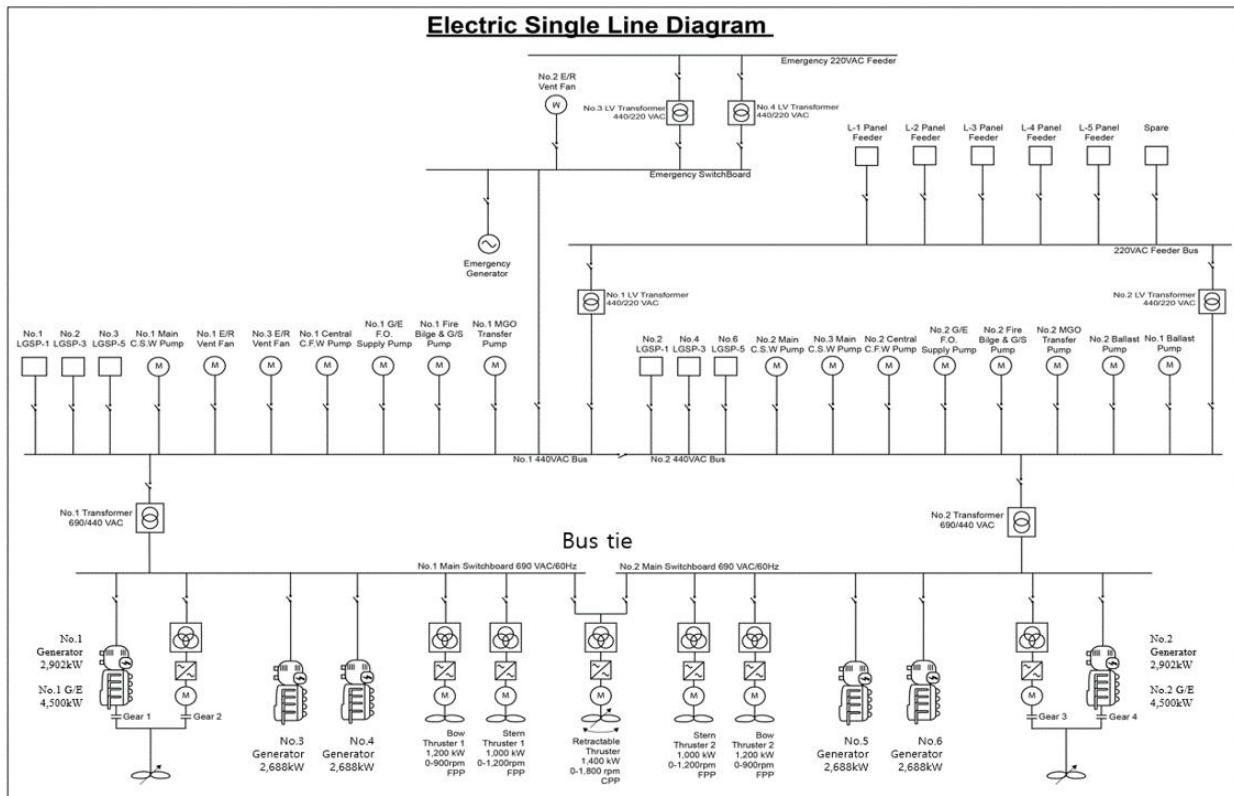 Electric Single Line Diagram
Emergency 220VAC Feeder
No.2 E/R
Vent Fan
M
No.3 LV Transformer
440/220 VAC
No.4 LV Transformer
440/220 VAC
Emergency SwitchBoard
Emergency
Generator
L-1 Panel
Feeder
L-2 Panel
Feeder
L-3 Panel
Feeder
L-4 Panel
Feeder
L-5 Panel
Feeder
Spare
220VAC Feeder Bus
No.1 LV Transformer
440/220 VAC
No.2 LV Transformer
440/220 VAC
No.1
LGSP-1
No.2
LGSP-3
No.3
LGSP-5
No.1 Main
C.S.W Pump
M
No.1 E/R
Vent Fan
M
No.3 E/R
Vent Fan
M
No.1 Central
C.F.W Pump
M
No.1 G/E
F.O.
Supply Pump
M
No.1 Fire
Bilge & G/S
Pump
M
No.1 MGO
Transfer
Pump
M
No.2
LGSP-1
No.4
LGSP-3
No.6
LGSP-5
No.2 Main
C.S.W Pump
M
No.3 Main
C.S.W Pump
M
No.2 Central
C.F.W Pump
M
No.2 G/E
F.O.
Supply Pump
M
No.2 Fire
Bilge & G/S
Pump
M
No.2 MGO
Transfer
Pump
M
No.2 Ballast
Pump
M
No.1 Ballast
Pump
M
No.1 440VAC Bus
No.2 440VAC Bus
No.1 Transformer
690/440 VAC
No.2 Transformer
690/440 VAC
Bus tie
No.1 Main Switchboard 690 VAC/60Hz
No.2 Main Switchboard 690 VAC/60Hz
No.1
Generator
2,902kW
No.1 G/E
4,500kW
Gear 1
M
Gear 2
No.3
Generator
2,688kW
No.4
Generator
2,688kW
M
Bow
Thruster 1
1,200 kW
0-900rpm
FPP
M
Stern
Thruster 1
1,000 kW
0-1,200rpm
FPP
M
Retractable
Thruster
1,400 kW
0-1,800 rpm
CPP
M
Stern
Thruster 2
1,000 kW
0-1,200rpm
FPP
M
Bow
Thruster 2
1,200 kW
0-900rpm
FPP
No.5
Generator
2,688kW
No.6
Generator
2,688kW
M
Gear 3
Gear 4
No.2
Generator
2,902kW
No.2 G/E
4,500kW